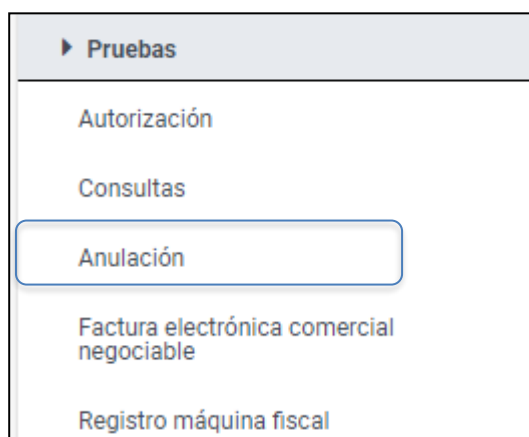 Pruebas
Autorización
Consultas
Anulación
Factura electrónica comercial
negociable
Registro máquina fiscal